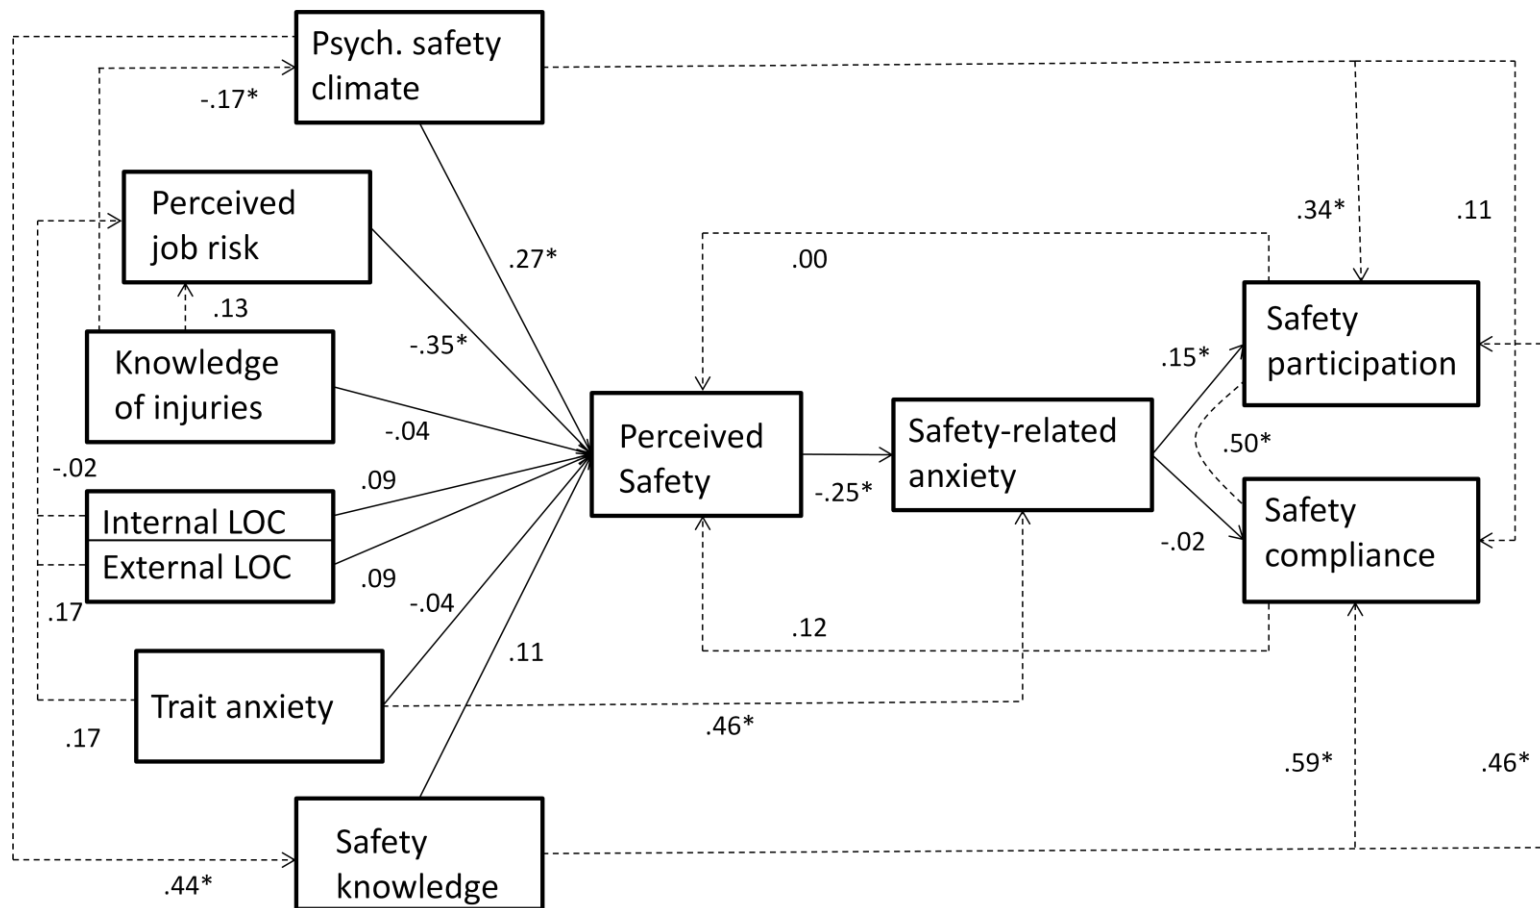 Psych. safety
climate
-.17*
Perceived
job risk
.27*
.34*
.11
.00
.13
-.35*
Safety
participation
Knowledge
of injuries
.15*
-.04
Perceived
Safety
Safety-related
anxiety
.50*
-.02
.09
-.25*
Internal LOC
External LOC
Safety
compliance
-.02
.09
-.04
.17
.12
.11
Trait anxiety
.17
.46*
.59*
.46*
Safety
knowledge
.44*